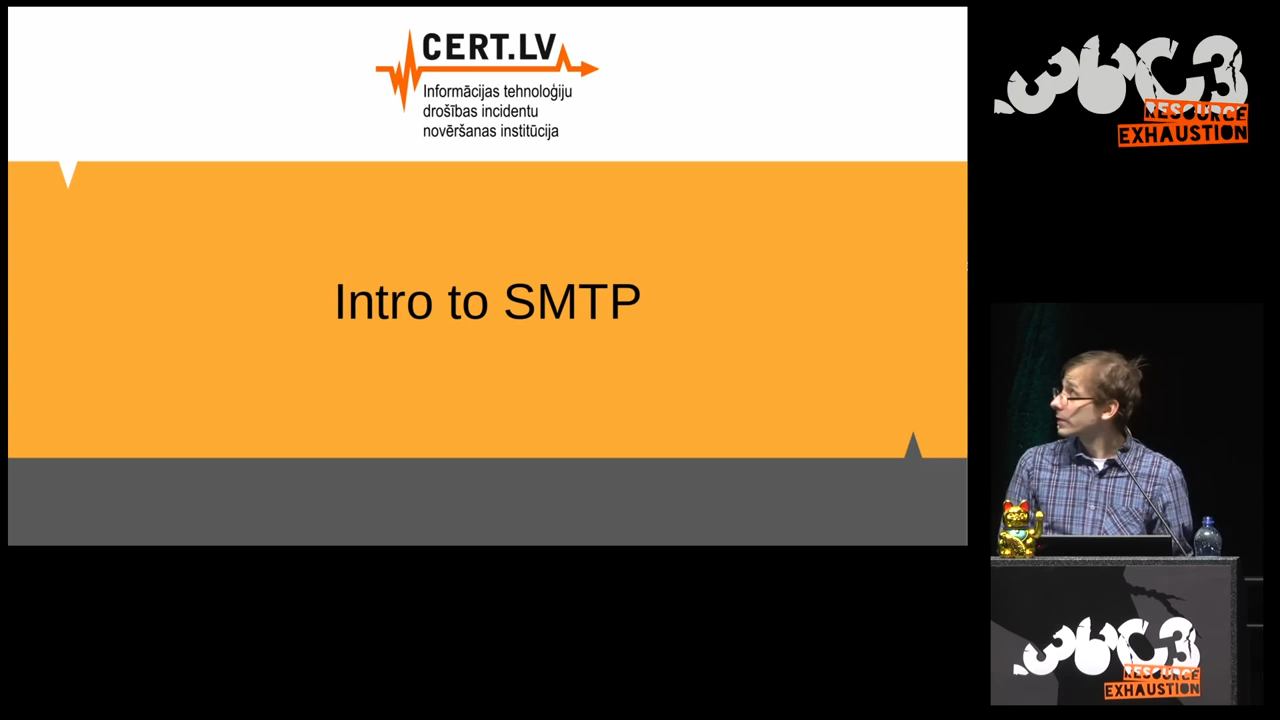 CERT.LV
Informācijas tehnoloģiju
drošības incidentu
novēršanas institūcija
Intro to SMTP
36C3
RESOURCE
EXHAUSTION
36C3
RESOURCE
EXHAUSTION